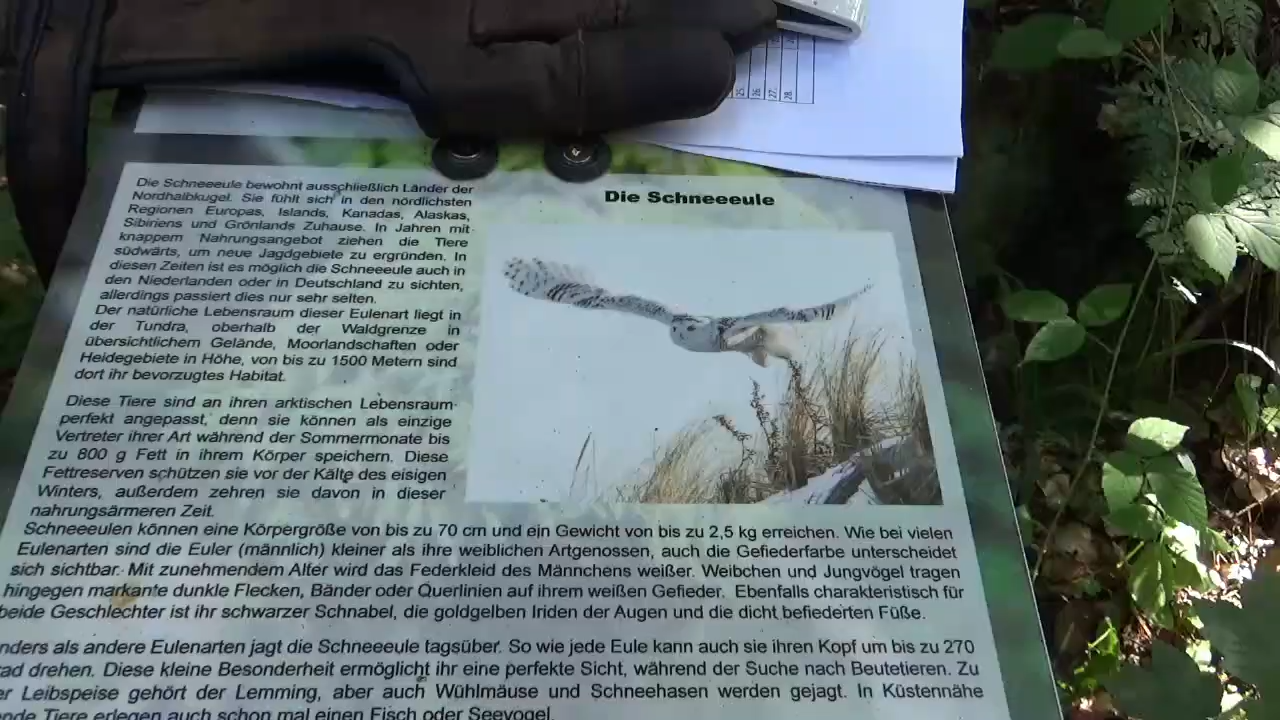 25
26.
27.
28.
Die Schneeeule
Die Schneeeule bewohnt ausschließlich Länder der
Nordhalbkugel. Sie fühlt sich in den nördlichsten
Regionen Europas, Islands, Kanadas, Alaskas,
Sibiriens und Grönlands Zuhause. In Jahren mit
knappem Nahrungsangebot ziehen die Tiere
südwärts, um neue Jagdgebiete zu ergründen. In
diesen Zeiten ist es möglich die Schneeeule auch in
den Niederlanden oder in Deutschland zu sichten,
allerdings passiert dies nur sehr selten.
Der natürliche Lebensraum dieser Eulenart liegt in
der Tundra, oberhalb der Waldgrenze in
übersichtlichem Gelände, Moorlandschaften oder
Heidegebiete in Höhe, von bis zu 1500 Metern sind
dort ihr bevorzugtes Habitat.
Diese Tiere sind an ihren arktischen Lebensraum
perfekt angepasst, denn sie können als einzige
Vertreter ihrer Art während der Sommermonate bis
zu 800 g Fett in ihrem Körper speichern. Diese
Fettreserven schützen sie vor der Kälte des eisigen
Winters, außerdem zehren sie davon in dieser
nahrungsärmeren Zeit.
Schneeeulen können eine Körpergröße von bis zu 70 cm und ein Gewicht von bis zu 2,5 kg erreichen. Wie bei vielen
Eulenarten sind die Euler (männlich) kleiner als ihre weiblichen Artgenossen, auch die Gefiederfarbe unterscheidet
sich sichtbar. Mit zunehmendem Alter wird das Federkleid des Männchens weißer. Weibchen und Jungvögel tragen
hingegen markante dunkle Flecken, Bänder oder Querlinien auf ihrem weißen Gefieder. Ebenfalls charakteristisch für
beide Geschlechter ist ihr schwarzer Schnabel, die goldgelben Iriden der Augen und die dicht befiederten Füße.
nders als andere Eulenarten jagt die Schneeeule tagsüber. So wie jede Eule kann auch sie ihren Kopf um bis zu 270
rad drehen. Diese kleine Besonderheit ermöglicht ihr eine perfekte Sicht, während der Suche nach Beutetieren. Zu
er Leibspeise gehört der Lemming, aber auch Wühlmäuse und Schneehasen werden gejagt. In Küstennähe
nde Tiere erlegen auch schon mal einen Fisch oder Seevogel.